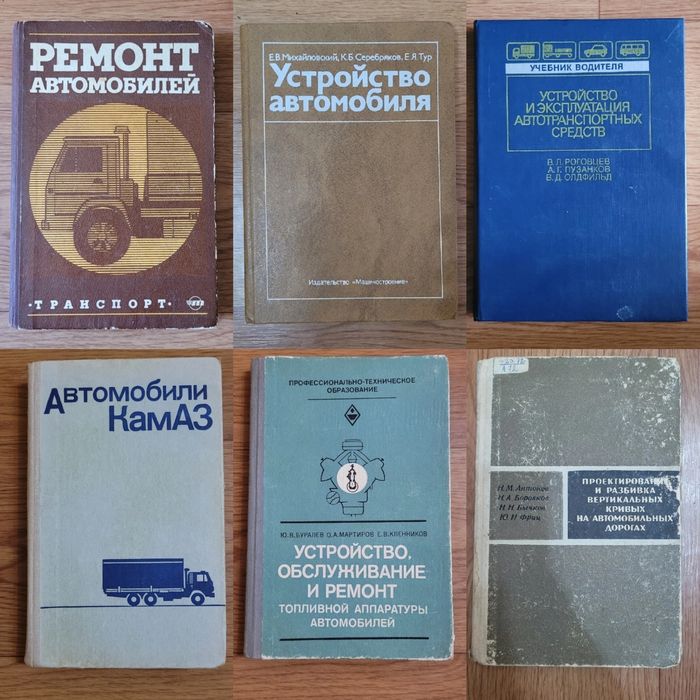 РЕМОНТ
АВТОМОБИЛЕЙ
·ТРАНСПОРТ·
Е.В.Михайловский, К.Б.Серебряков, Е.Я.Тур
Устройство
автомобиля
Издательство «Машиностроение»
УЧЕБНИК ВОДИТЕЛЯ
УСТРОЙСТВО
И ЭКСПЛУАТАЦИЯ
АВТОТРАНСПОРТНЫХ
СРЕДСТВ
В.Л. РОГОВЦЕВ
А.Г. ПУЗАНКОВ
В.Д. ОЛДФИЛЬД
Автомобили
КамАЗ
ПРОФЕССИОНАЛЬНО-ТЕХНИЧЕСКОЕ
ОБРАЗОВАНИЕ
Ю.В.БУРАЛЕВ О.А.МАРТИРОВ Е.В.КЛЕННИКОВ
УСТРОЙСТВО,
ОБСЛУЖИВАНИЕ
И РЕМОНТ
ТОПЛИВНОЙ АППАРАТУРЫ
АВТОМОБИЛЕЙ
Н. М. Антонов
Н. А. Боровков
Н. Н. Бычков
Ю. Н. Фриц
ПРОЕКТИРОВАНИЕ
И РАЗБИВКА
ВЕРТИКАЛЬНЫХ
КРИВЫХ
НА АВТОМОБИЛЬНЫХ
ДОРОГАХ